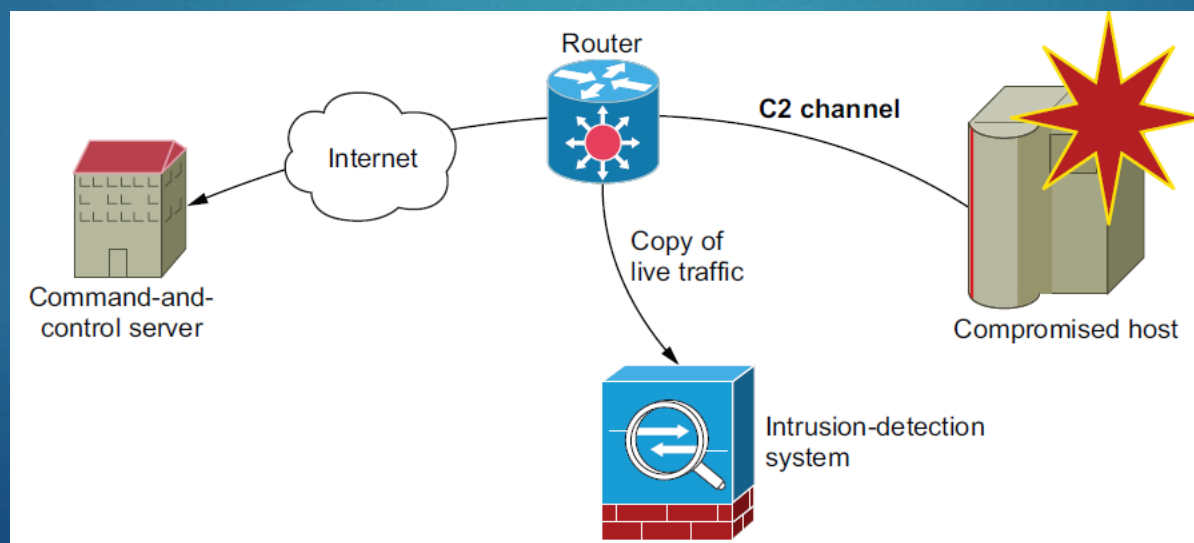 Router
C2 channel
Internet
Copy of
live traffic
Command-and-
control server
Compromised host
Intrusion-detection
system